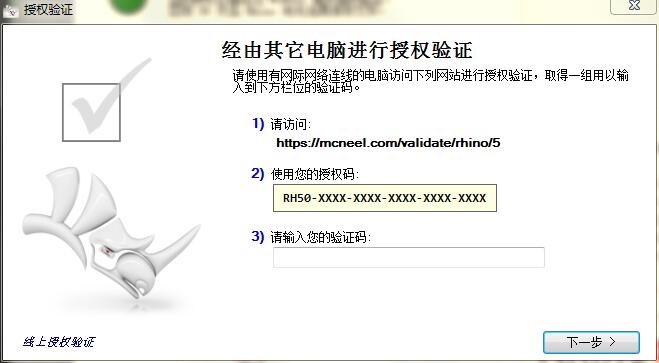 授权验证
经由其它电脑进行授权验证
请使用有网际网络连线的电脑访问下列网站进行授权验证，取得一组用以输
入到下方栏位的验证码。
1) 请访问:
https://mcneel.com/validate/rhino/5
2) 使用您的授权码:
RH50-XXXX-XXXX-XXXX-XXXX-XXXX
3) 请输入您的验证码:
线上授权验证
下一步 >